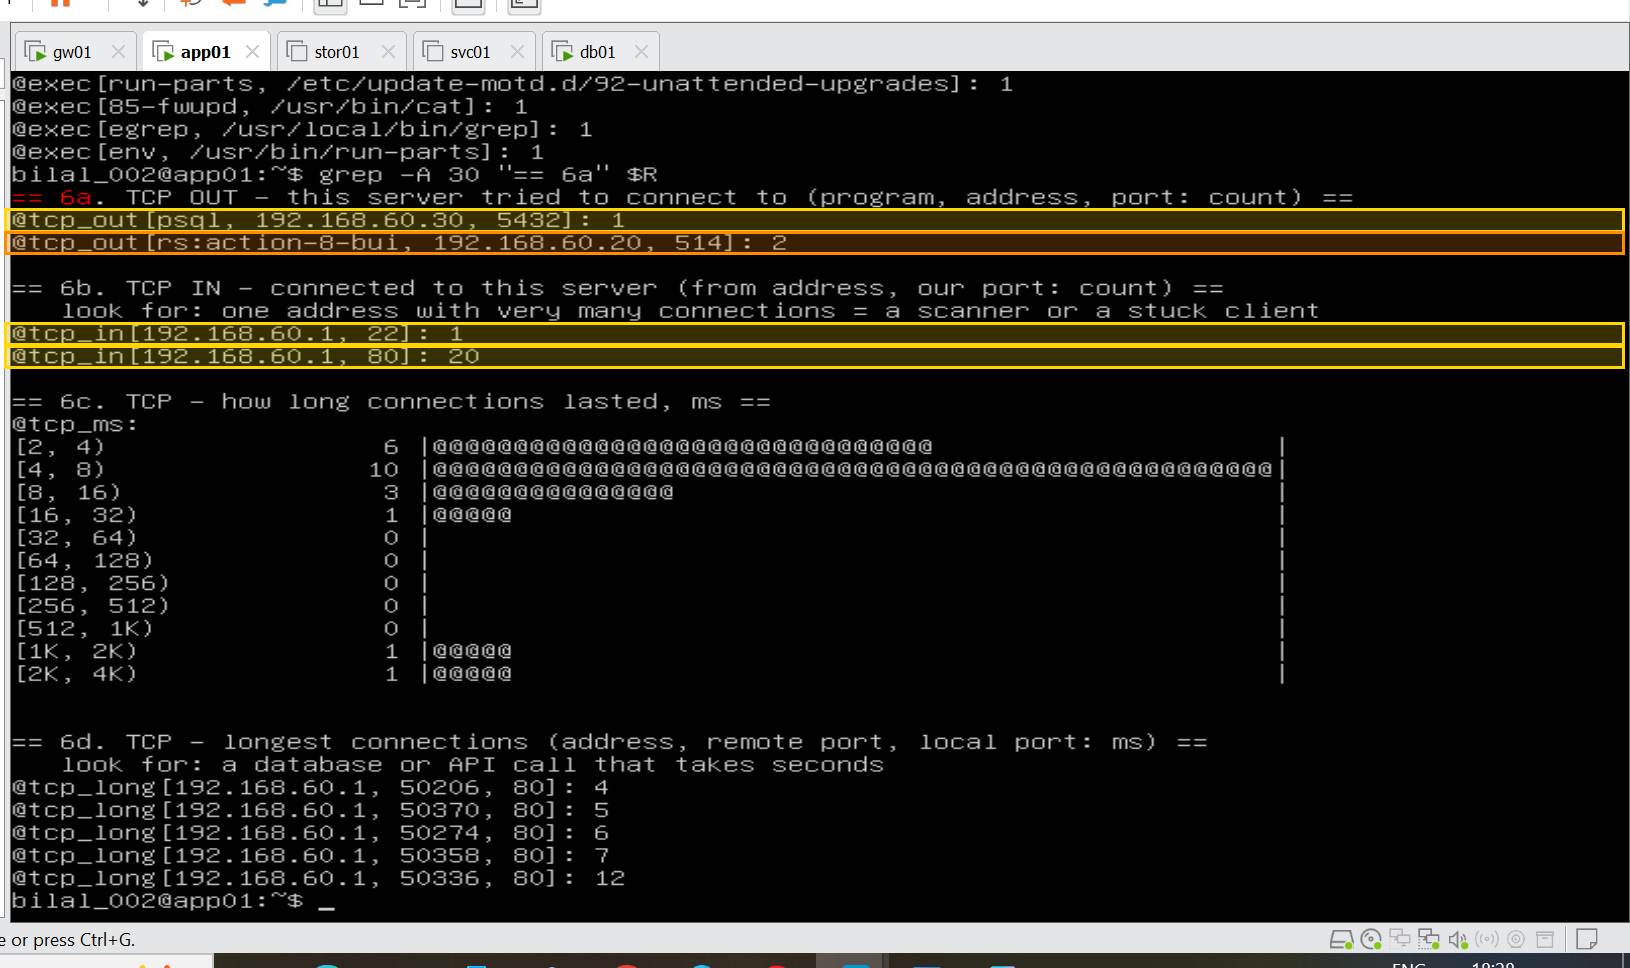 gw01
app01
stor01
svc01
db01
@exec[run-parts, /etc/update-motd.d/92-unattended-upgrades]: 1
@exec[85-fwupd, /usr/bin/cat]: 1
@exec[egrep, /usr/local/bin/grep]: 1
@exec[env, /usr/bin/run-parts]: 1
bilal_002@app01:~$ grep -A 30 "== 6a" $R
== 6a. TCP OUT - this server tried to connect to (program, address, port: count) ==
@tcp_out[psql, 192.168.60.30, 5432]: 1
@tcp_out[rs:action-8-bui, 192.168.60.20, 514]: 2
== 6b. TCP IN - connected to this server (from address, our port: count) ==
look for: one address with very many connections = a scanner or a stuck client
@tcp_in[192.168.60.1, 22]: 1
@tcp_in[192.168.60.1, 80]: 20
== 6c. TCP - how long connections lasted, ms ==
@tcp_ms:
[2, 4) 6 |@@@@@@@@@@@@@@@@@@@@@@@@@@@@@@@ |
[4, 8) 10 |@@@@@@@@@@@@@@@@@@@@@@@@@@@@@@@@@@@@@@@@@@@@@@@@@@@@|
[8, 16) 3 |@@@@@@@@@@@@@@@ |
[16, 32) 1 |@@@@@ |
[32, 64) 0 | |
[64, 128) 0 | |
[128, 256) 0 | |
[256, 512) 0 | |
[512, 1K) 0 | |
[1K, 2K) 1 |@@@@@ |
[2K, 4K) 1 |@@@@@ |
== 6d. TCP - longest connections (address, remote port, local port: ms) ==
look for: a database or API call that takes seconds
@tcp_long[192.168.60.1, 50206, 80]: 4
@tcp_long[192.168.60.1, 50370, 80]: 5
@tcp_long[192.168.60.1, 50274, 80]: 6
@tcp_long[192.168.60.1, 50358, 80]: 7
@tcp_long[192.168.60.1, 50336, 80]: 12
bilal_002@app01:~$ _
e or press Ctrl+G.
ENG